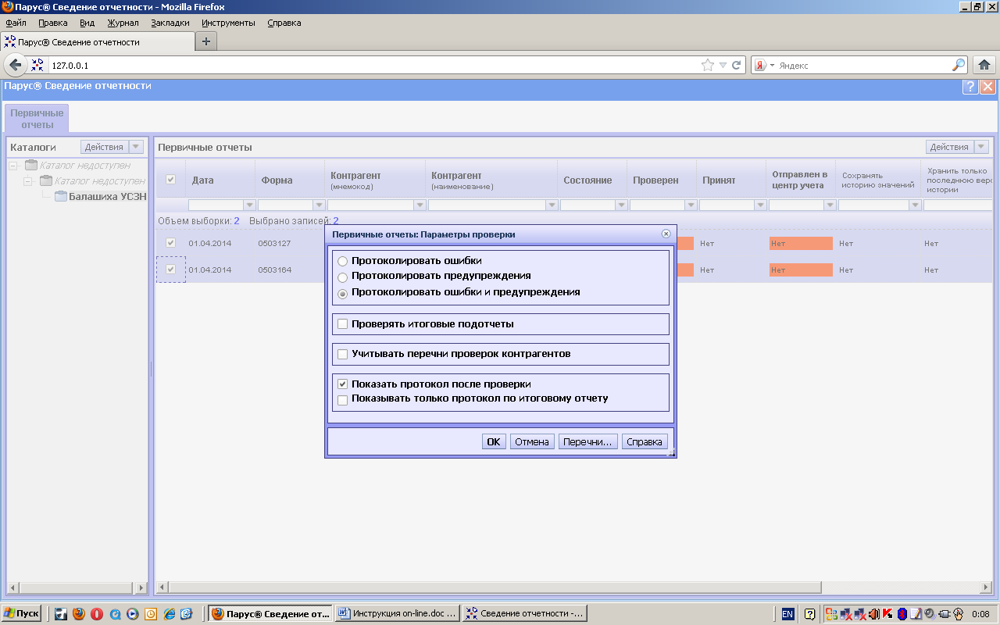 Парус® Сведение отчетности - Mozilla Firefox
Файл Правка Вид Журнал Закладки Инструменты Справка
Парус® Сведение отчетности
127.0.0.1
Яндекс
Парус® Сведение отчетности
Первичные
отчеты
Каталоги Действия
Каталог недоступен
Каталог недоступен
Балашиха УСЗН
Первичные отчеты Действия
Дата
Форма
Контрагент
(мнемокод)
Контрагент
(наименование)
Состояние
Проверен
Принят
Отправлен в
центр учета
Сохранять
историю значений
Хранить только
последнюю верс
истории
Объем выборки: 2 Выбрано записей: 2
01.04.2014 0503127 Нет Нет Нет Нет
01.04.2014 0503164 Нет Нет Нет Нет
Первичные отчеты: Параметры проверки
Протоколировать ошибки
Протоколировать предупреждения
Протоколировать ошибки и предупреждения
Проверять итоговые подотчеты
Учитывать перечни проверок контрагентов
Показать протокол после проверки
Показывать только протокол по итоговому отчету
OK Отмена Перечни... Справка
Пуск Парус® Сведение от... Инструкция on-line.doc ... Сведение отчетности -... EN 0:08